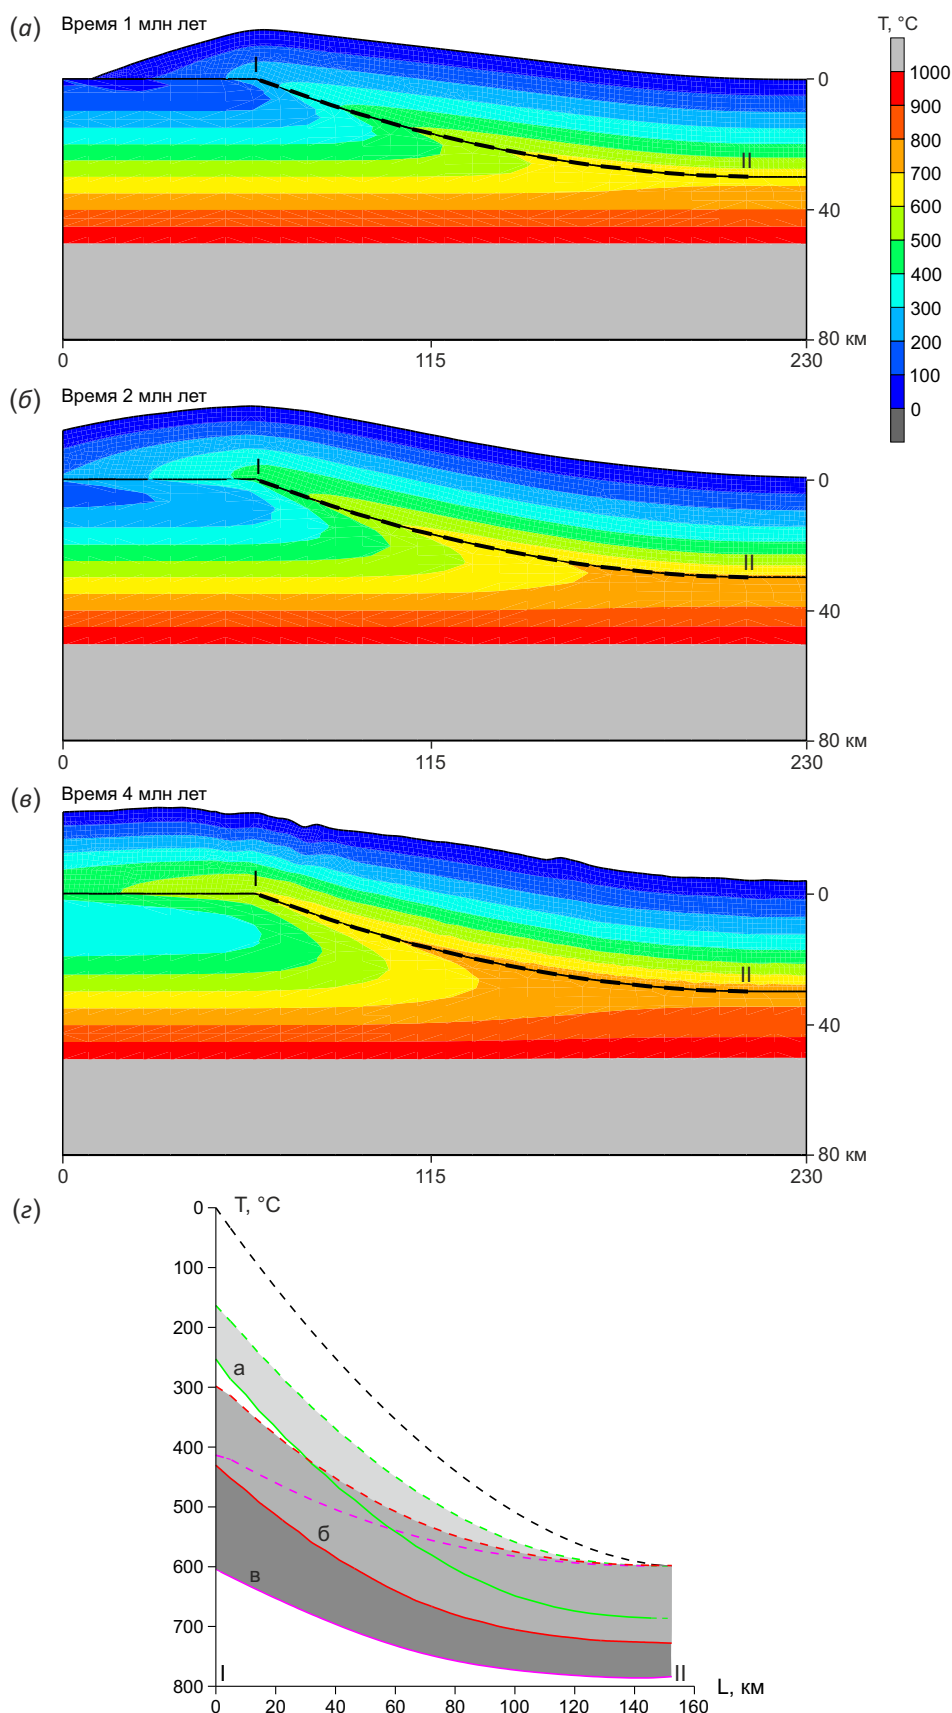 (а) Время 1 млн лет
T, °C
1000
900
800
700
600
500
400
300
200
100
0
I
II
0
40
80 км
0 115 230
(б) Время 2 млн лет
I
II
0
40
80 км
0 115 230
(в) Время 4 млн лет
I
II
0
40
80 км
0 115 230
(г) T, °C
0
100
200
300
400
500
600
700
800
а
б
в
I II
0 20 40 60 80 100 120 140 160
L, км